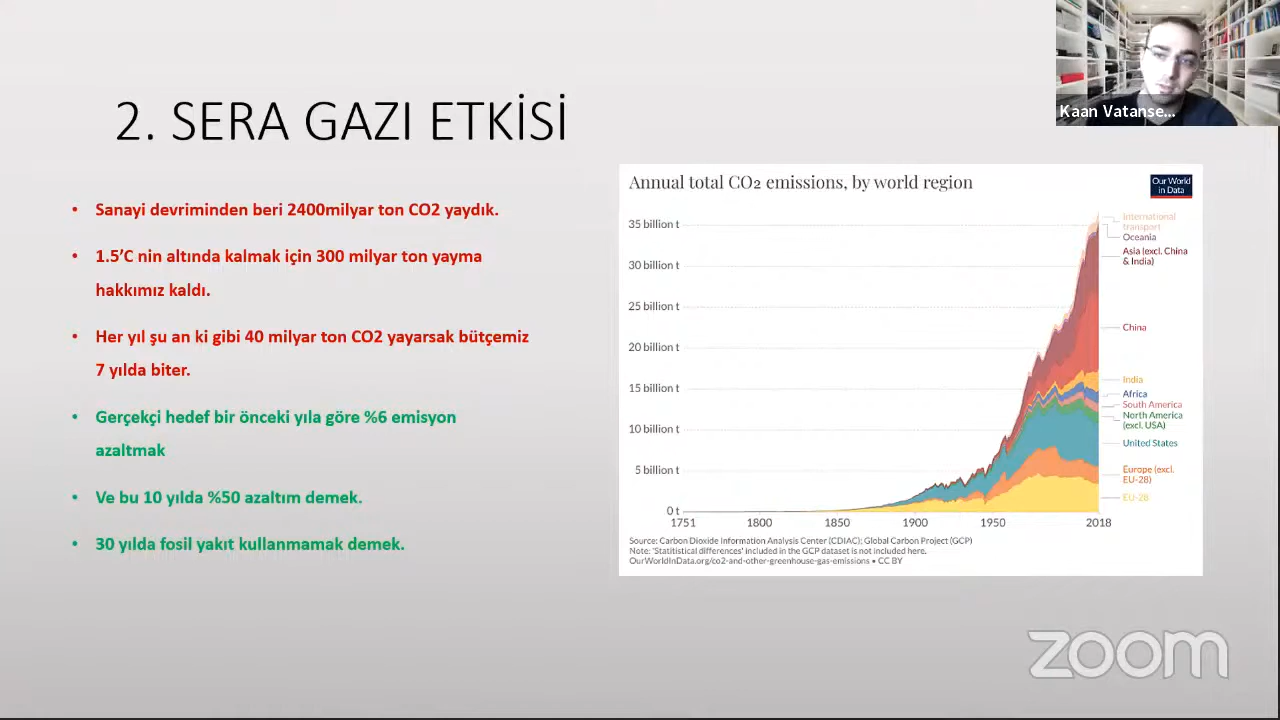 Kaan Vatanse...
2. SERA GAZI ETKİSİ
• Sanayi devriminden beri 2400milyar ton CO2 yaydık.
• 1.5’C nin altında kalmak için 300 milyar ton yayma
hakkımız kaldı.
• Her yıl şu an ki gibi 40 milyar ton CO2 yayarsak bütçemiz
7 yılda biter.
• Gerçekçi hedef bir önceki yıla göre %6 emisyon
azaltmak
• Ve bu 10 yılda %50 azaltım demek.
• 30 yılda fosil yakıt kullanmamak demek.
Annual total CO₂ emissions, by world region
Our World
in Data
35 billion t
30 billion t
25 billion t
20 billion t
15 billion t
10 billion t
5 billion t
0 t
1751 1800 1850 1900 1950 2018
International
transport
Oceania
Asia (excl. China
& India)
China
India
Africa
South America
North America
(excl. USA)
United States
Europe (excl.
EU-28)
EU-28
Source: Carbon Dioxide Information Analysis Center (CDIAC); Global Carbon Project (GCP)
Note: 'Statistical differences' included in the GCP dataset is not included here.
OurWorldInData.org/co2-and-other-greenhouse-gas-emissions • CC BY
zoom